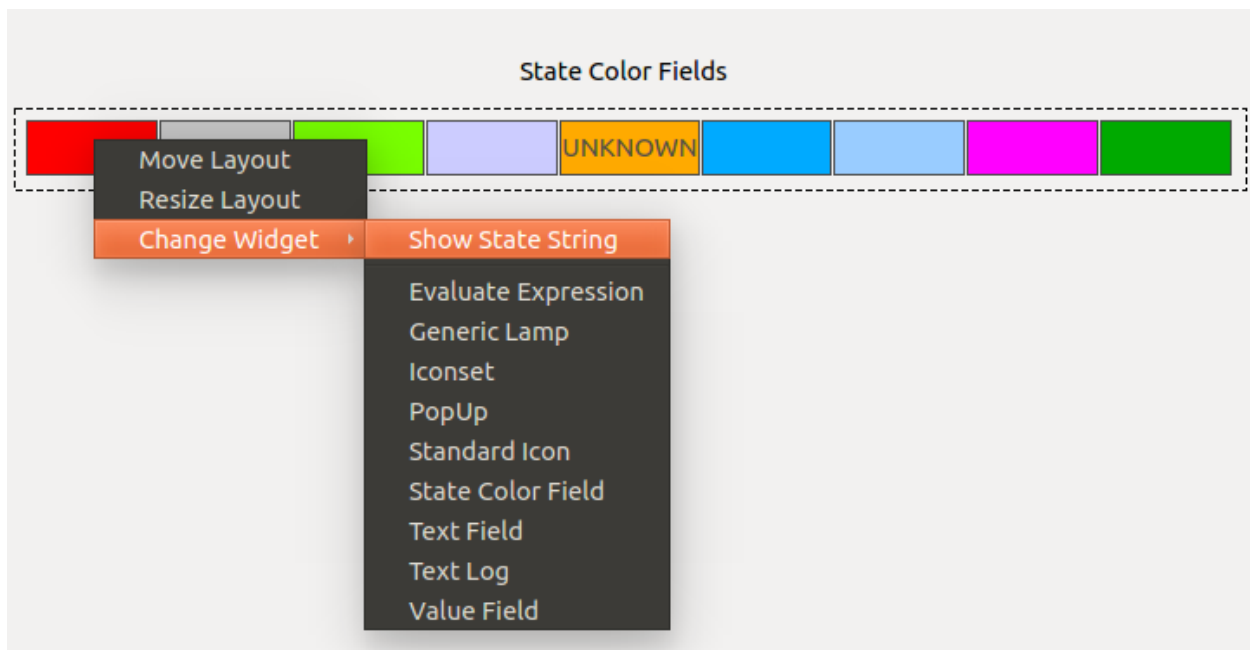 State Color Fields
UNKNOWN
Move Layout
Resize Layout
Change Widget
Show State String
Evaluate Expression
Generic Lamp
Iconset
PopUp
Standard Icon
State Color Field
Text Field
Text Log
Value Field